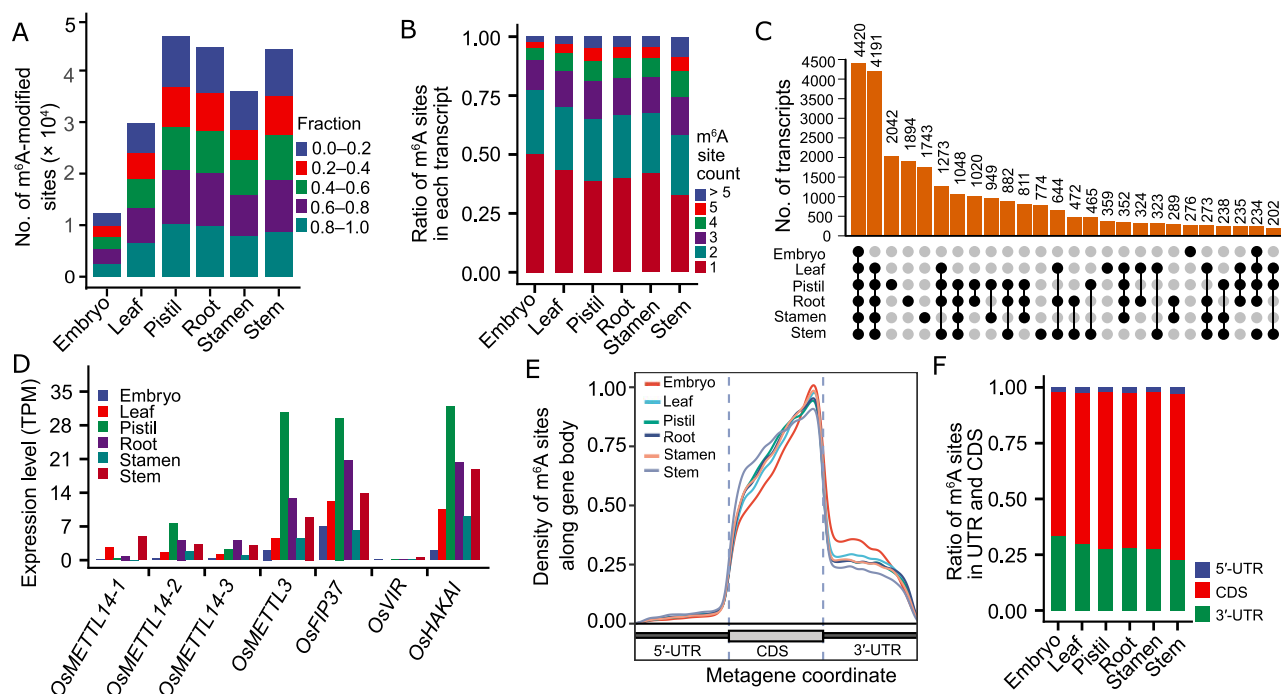 A
No. of m⁶A-modified
sites (× 10⁴)
5
4
3
2
1
0
Embryo
Leaf
Pistil
Root
Stamen
Stem
Fraction
0.0–0.2
0.2–0.4
0.4–0.6
0.6–0.8
0.8–1.0
B
Ratio of m⁶A sites
in each transcript
1.00
0.75
0.50
0.25
0.00
Embryo
Leaf
Pistil
Root
Stamen
Stem
m⁶A
site
count
> 5
5
4
3
2
1
C
No. of transcripts
4500
4000
3500
3000
2500
2000
1500
1000
500
0
4420
4191
2042
1894
1743
1273
1048
1020
949
882
811
774
644
472
465
359
352
324
323
289
276
273
238
235
234
202
Embryo
Leaf
Pistil
Root
Stamen
Stem
D
Expression level (TPM)
35
28
21
14
7
0
Embryo
Leaf
Pistil
Root
Stamen
Stem
OsMETTL14-1
OsMETTL14-2
OsMETTL14-3
OsMETTL3
OsFIP37
OsVIR
OsHAKAI
E
Density of m⁶A sites
along gene body
1.00
0.75
0.50
0.25
0.00
Embryo
Leaf
Pistil
Root
Stamen
Stem
5′-UTR
CDS
3′-UTR
Metagene coordinate
F
Ratio of m⁶A sites
in UTR and CDS
1.00
0.75
0.50
0.25
0.00
Embryo
Leaf
Pistil
Root
Stamen
Stem
5′-UTR
CDS
3′-UTR